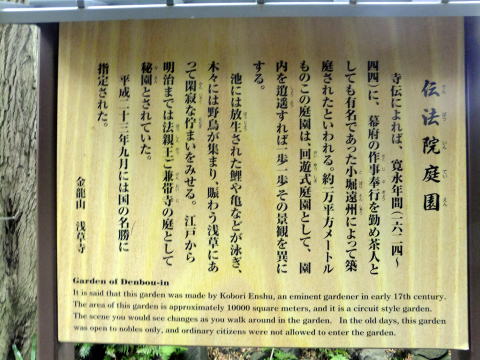 伝法院庭園
寺伝によれば、寛永年間(一六二四〜
四四)に、幕府の作事奉行を勤め茶人と
しても有名であった小堀遠州によって築
庭されたといわれる。約一万平方メートル
ものこの庭園は、回遊式庭園として、園
内を逍遥すれば一歩一歩その景観を異に
する。
池には放生された鯉や亀などが泳ぎ、
木々には野鳥が集まり、賑わう浅草にあ
って閑寂な佇まいをみせる。江戸から
明治までは法親王御兼帯寺の庭として
秘園とされていた。
平成二十三年九月には国の名勝に
指定された。
金龍山 浅草寺
Garden of Denbou-in
It is said that this garden was made by Kobori Enshu, an eminent gardener in early 17th century.
The area of this garden is approximately 10000 square meters, and it is a circuit style garden.
The scene you would see changes as you walk around in the garden. In the old days, this garden
was open to nobles only, and ordinary citizens were not allowed to enter the garden.